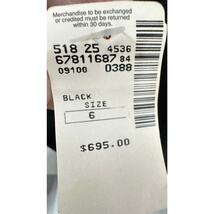 Merchandise to be exchanged
or credited must be returned
within 30 days.
518 25 4536
67811687 84
09100 0388
BLACK
SIZE
6
$695.00